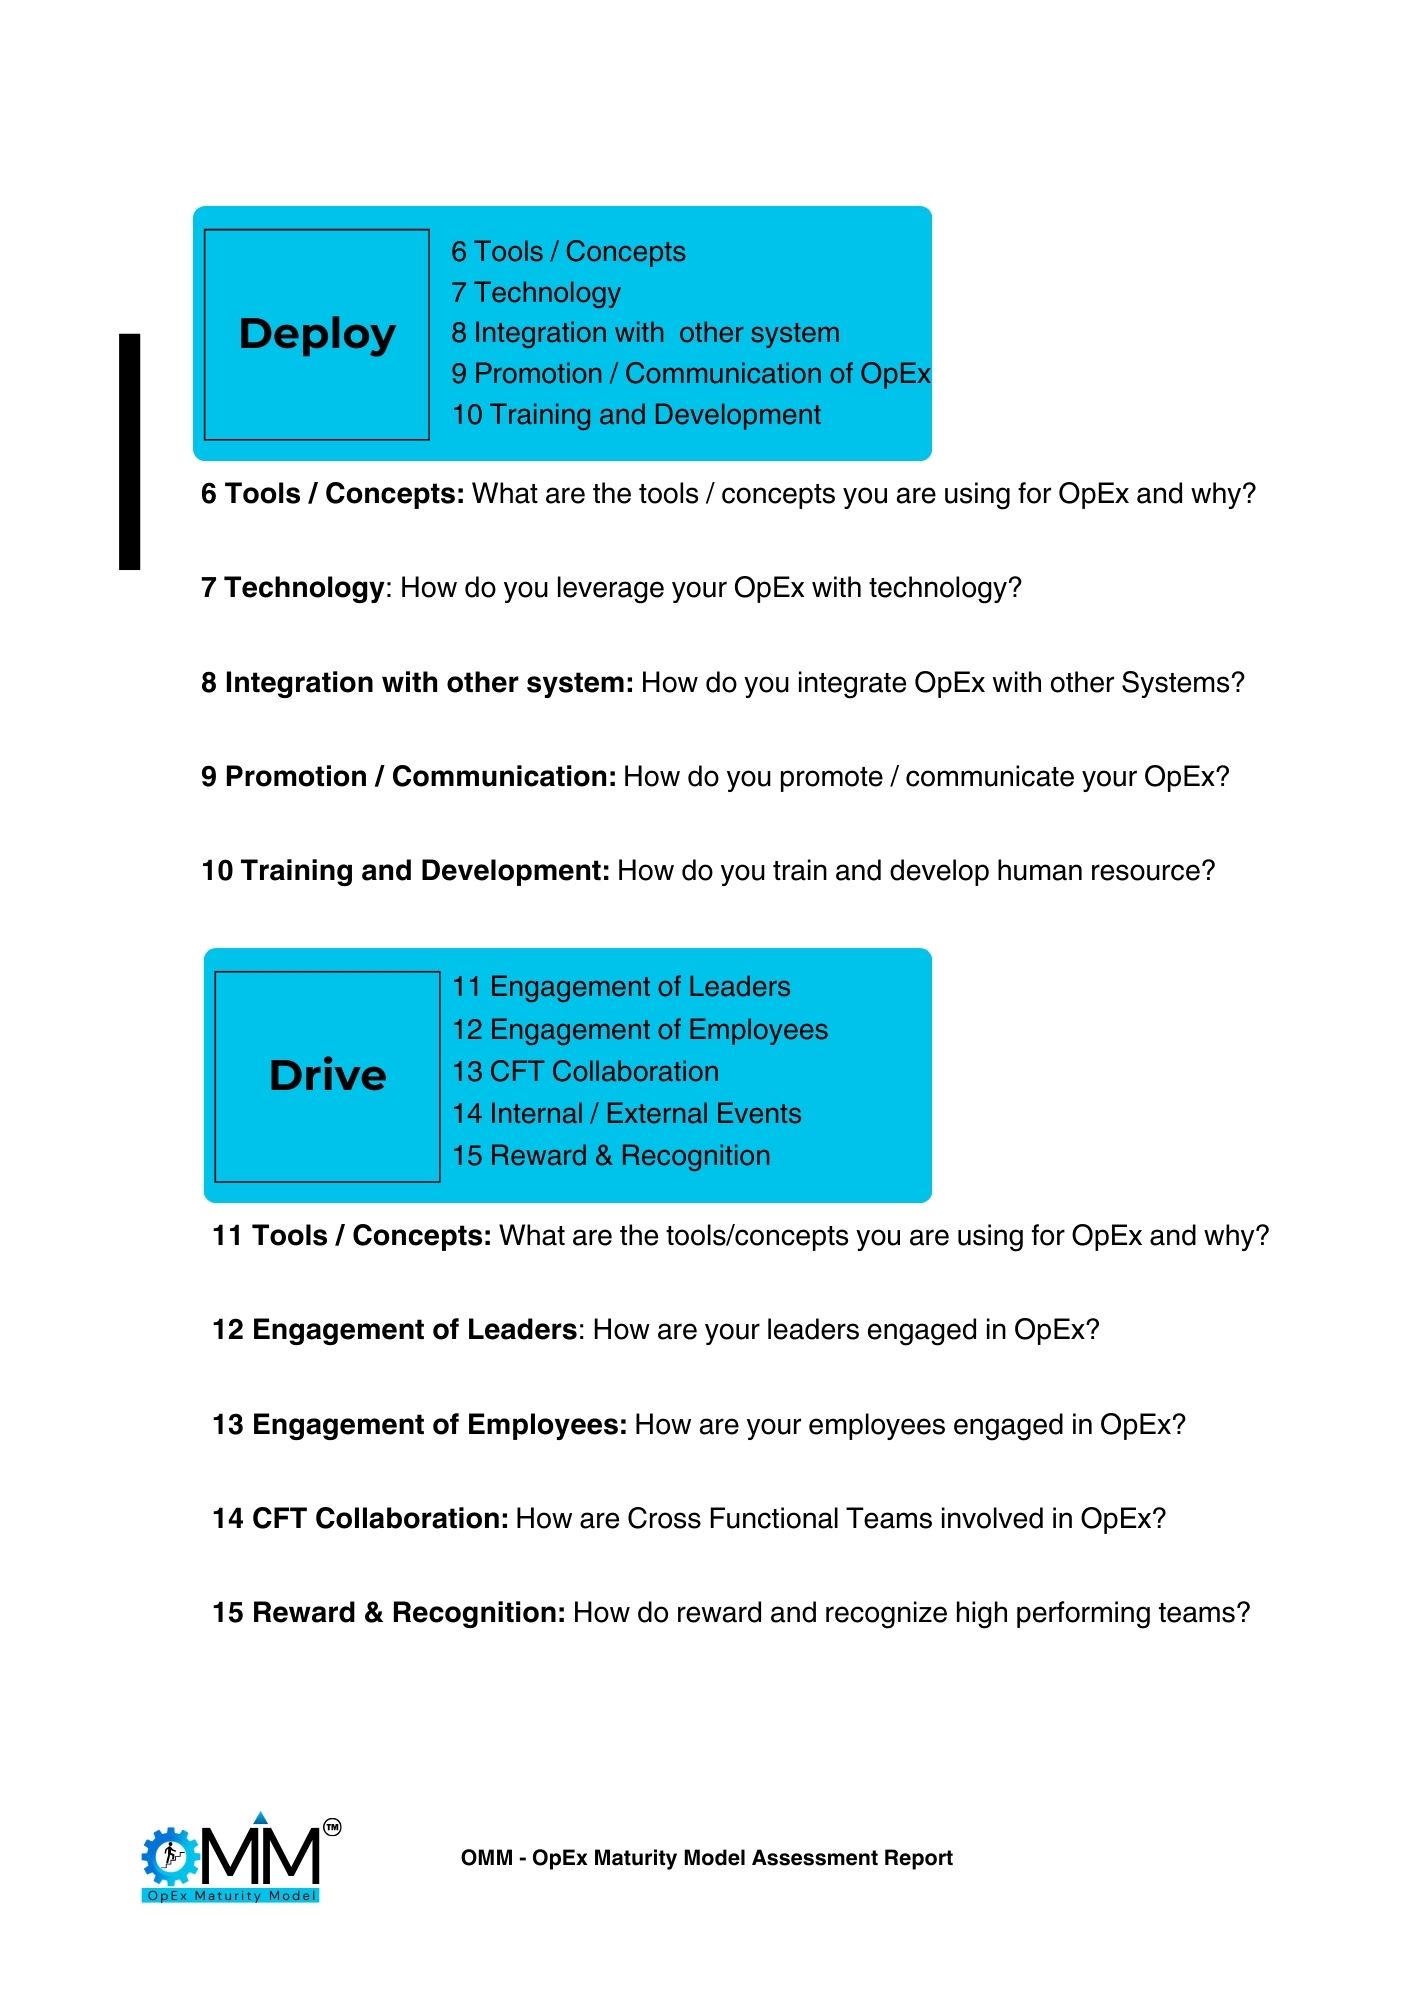 Deploy
6 Tools / Concepts
7 Technology
8 Integration with  other system
9 Promotion / Communication of OpEx
10 Training and Development
6 Tools / Concepts: What are the tools / concepts you are using for OpEx and why?
7 Technology: How do you leverage your OpEx with technology?
8 Integration with other system: How do you integrate OpEx with other Systems?
9 Promotion / Communication: How do you promote / communicate your OpEx?
10 Training and Development: How do you train and develop human resource?
Drive
11 Engagement of Leaders
12 Engagement of Employees
13 CFT Collaboration
14 Internal / External Events
15 Reward & Recognition
11 Tools / Concepts: What are the tools/concepts you are using for OpEx and why?
12 Engagement of Leaders: How are your leaders engaged in OpEx?
13 Engagement of Employees: How are your employees engaged in OpEx?
14 CFT Collaboration: How are Cross Functional Teams involved in OpEx?
15 Reward & Recognition: How do reward and recognize high performing teams?
OMM TM
OpEx Maturity Model
OMM - OpEx Maturity Model Assessment Report